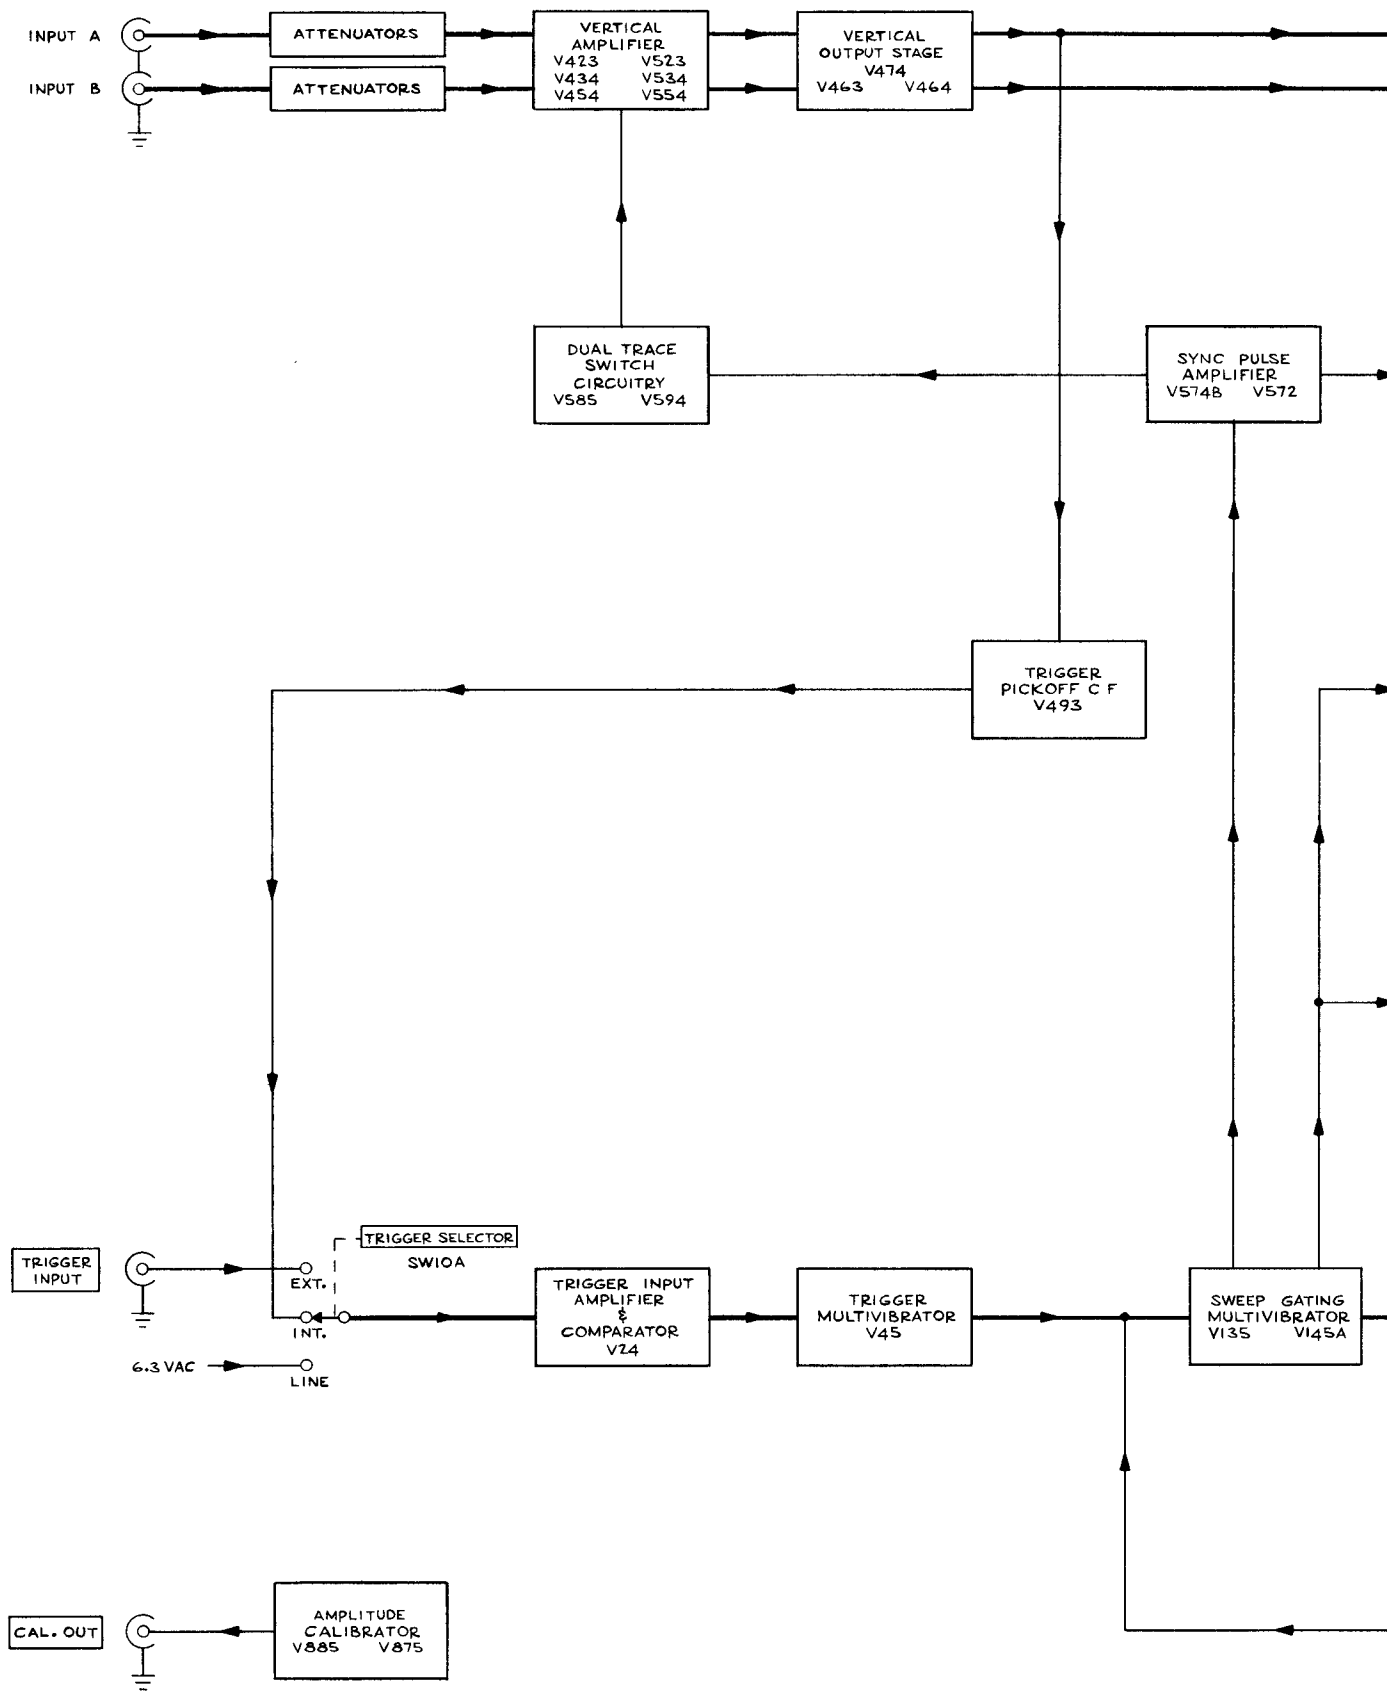 INPUT A
ATTENUATORS
VERTICAL
AMPLIFIER
V423 V523
V434 V534
V454 V554
VERTICAL
OUTPUT STAGE
V474
V463 V464
INPUT B
ATTENUATORS
DUAL TRACE
SWITCH
CIRCUITRY
V585 V594
SYNC PULSE
AMPLIFIER
V574B V572
TRIGGER
PICKOFF C F
V493
TRIGGER
INPUT
EXT.
INT.
6.3 VAC
LINE
TRIGGER SELECTOR
SW10A
TRIGGER INPUT
AMPLIFIER
&
COMPARATOR
V24
TRIGGER
MULTIVIBRATOR
V45
SWEEP GATING
MULTIVIBRATOR
V135 V145A
CAL. OUT
AMPLITUDE
CALIBRATOR
V885 V875